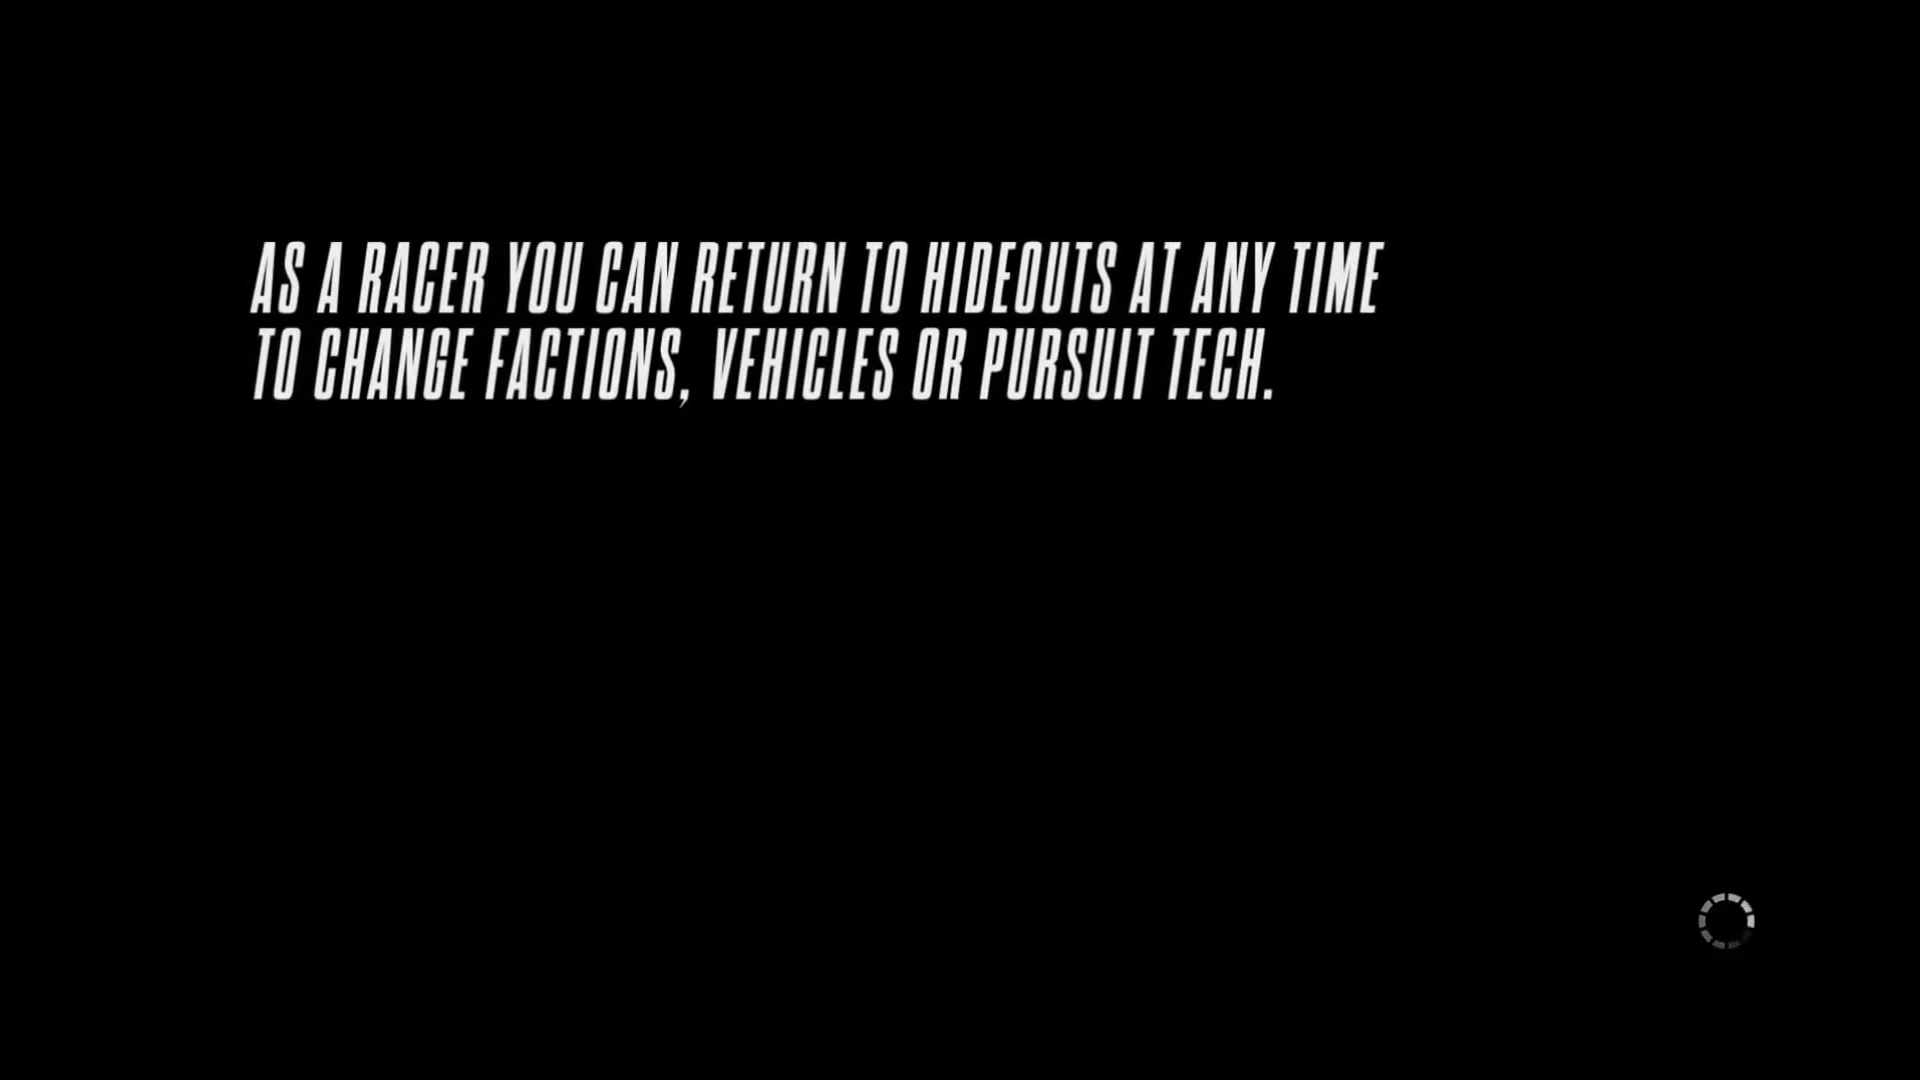 AS A RACER YOU CAN RETURN TO HIDEOUTS AT ANY TIME
TO CHANGE FACTIONS, VEHICLES OR PURSUIT TECH.